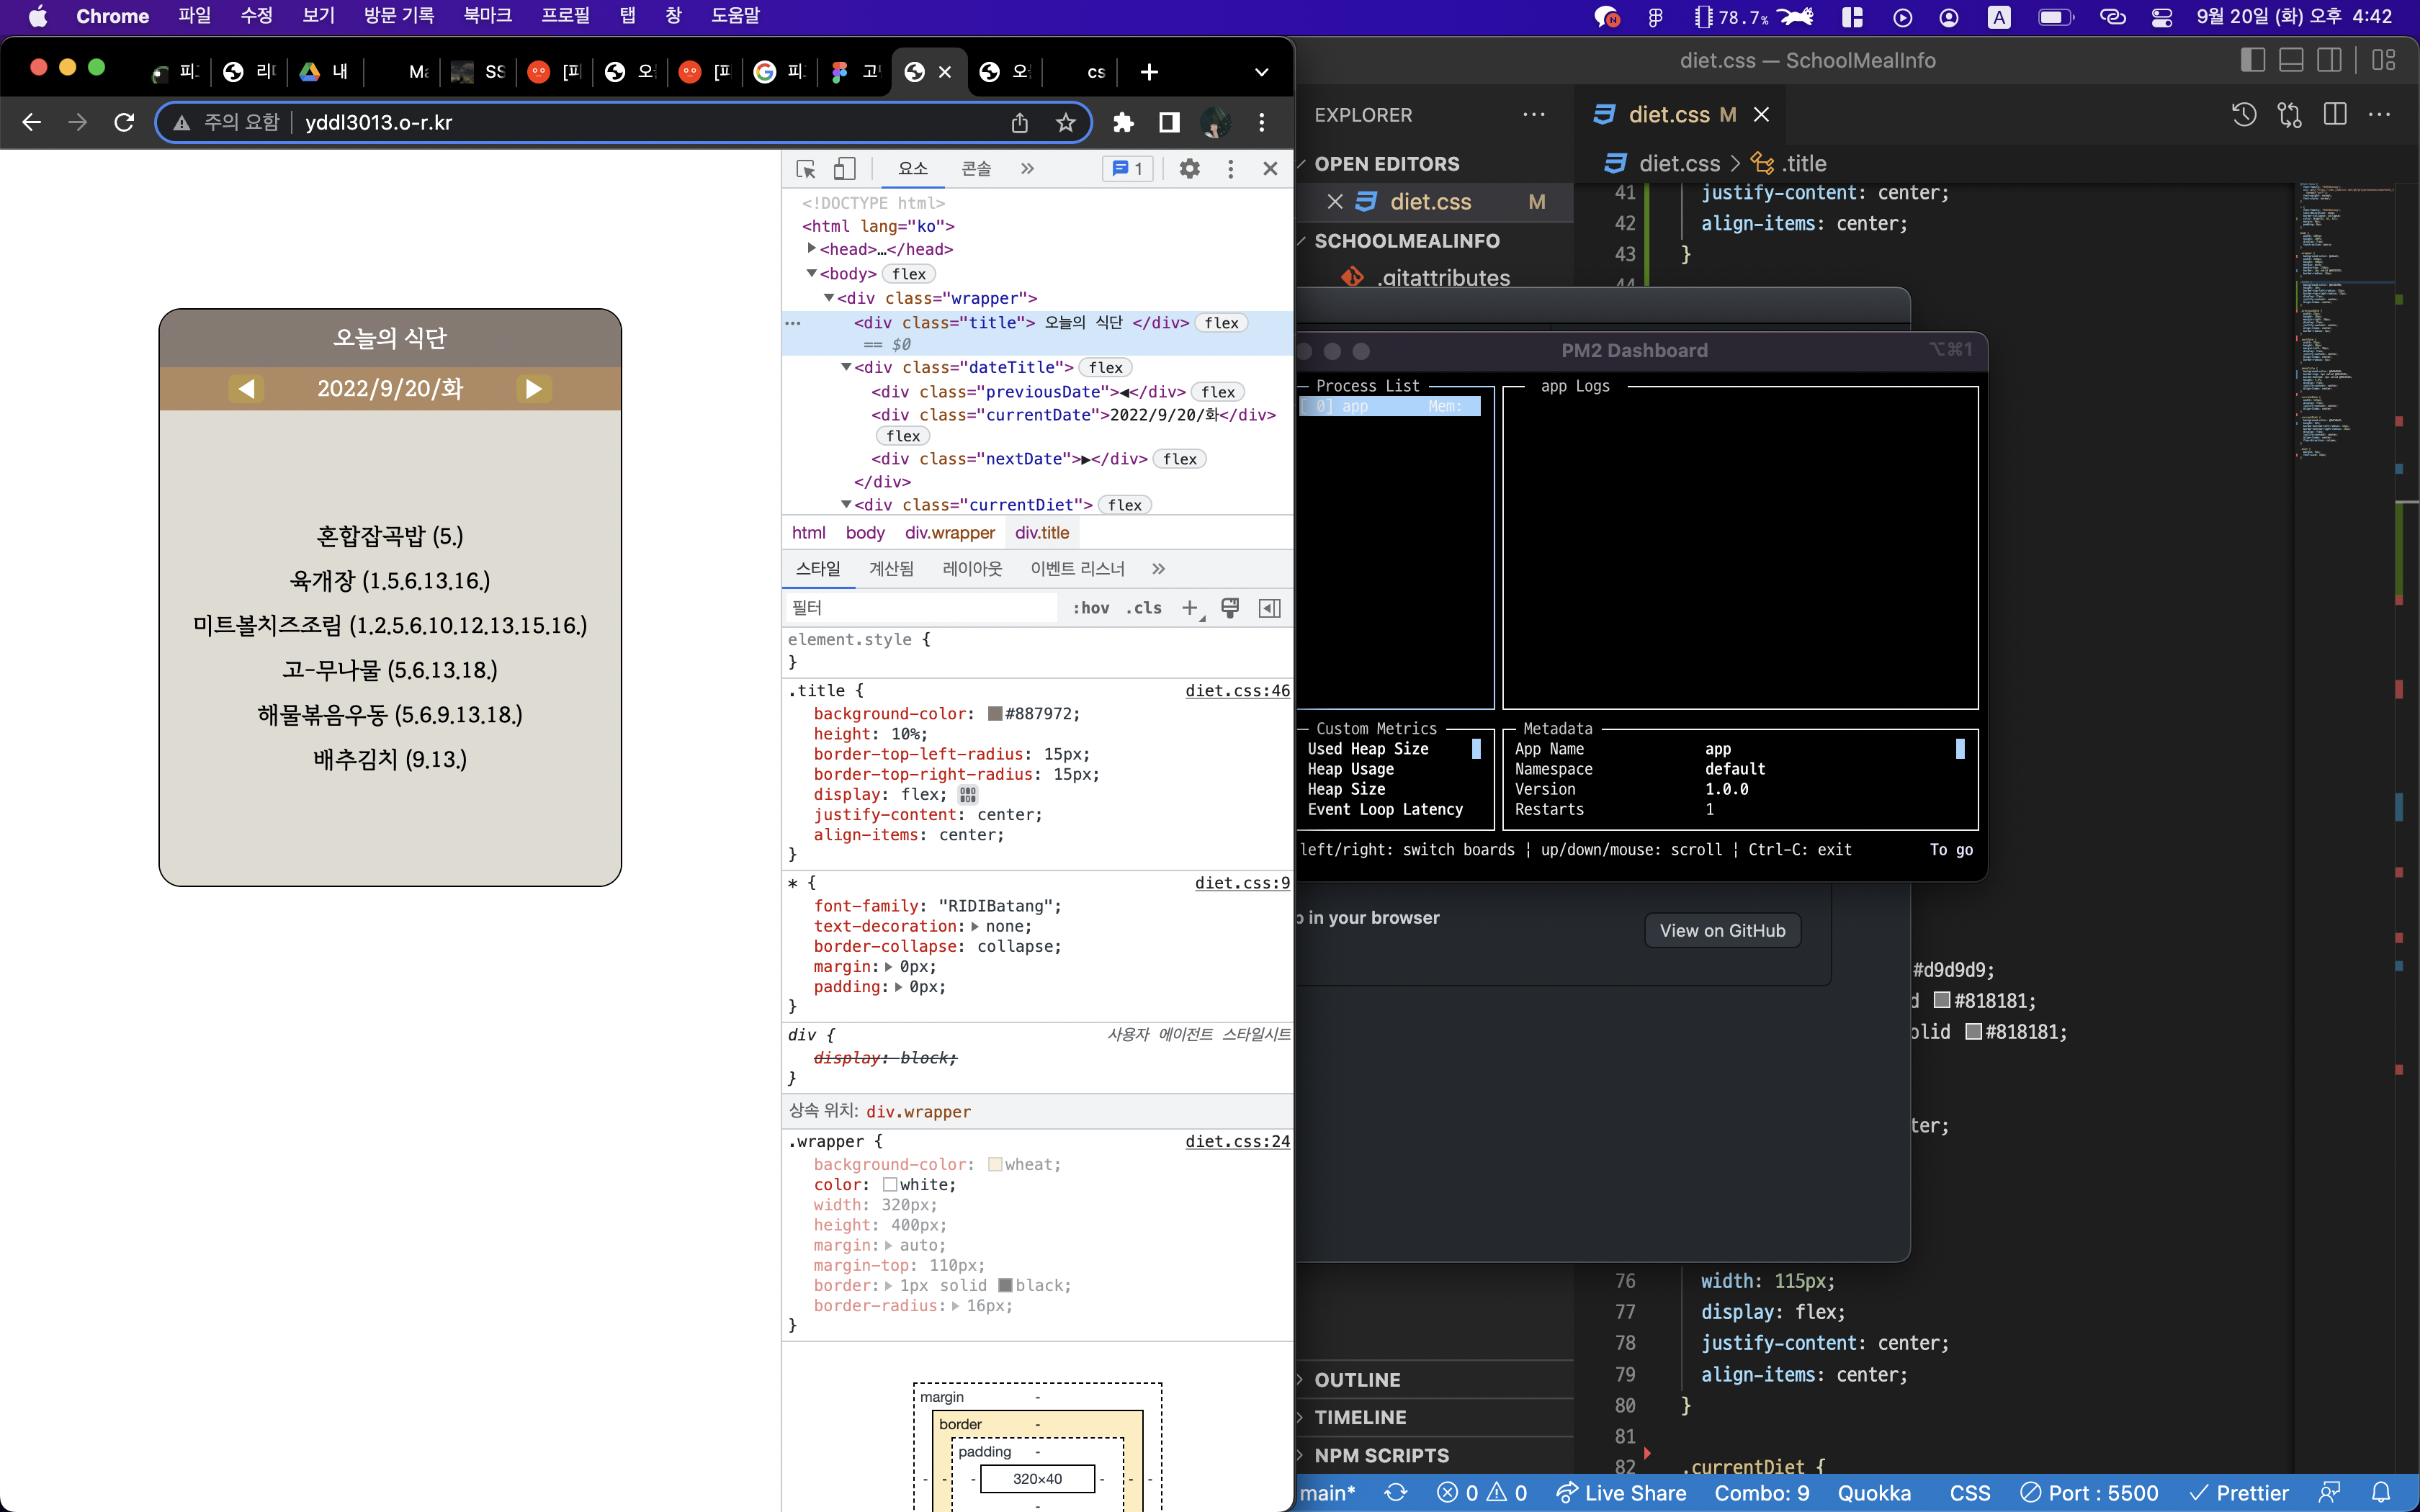 Chrome 파일 수정 보기 방문 기록 북마크 프로필 탭 창 도움말 78.7% A 9월 20일 (화) 오후 4:42
내 SS cs
주의 요함 yddl3013.o-r.kr
오늘의 식단
◀ 2022/9/20/화 ▶
혼합잡곡밥 (5.)
육개장 (1.5.6.13.16.)
미트볼치즈조림 (1.2.5.6.10.12.13.15.16.)
고-무나물 (5.6.13.18.)
해물볶음우동 (5.6.9.13.18.)
배추김치 (9.13.)
요소 콘솔 » 1
<!DOCTYPE html>
<html lang="ko">
<head>…</head>
<body> flex
<div class="wrapper">
<div class="title"> 오늘의 식단 </div> flex
== $0
<div class="dateTitle"> flex
<div class="previousDate">◀</div> flex
<div class="currentDate">2022/9/20/화</div>
flex
<div class="nextDate">▶</div> flex
</div>
<div class="currentDiet"> flex
html body div.wrapper div.title
스타일 계산됨 레이아웃 이벤트 리스너 »
필터 :hov .cls +
element.style {
}
.title { diet.css:46
background-color: #887972;
height: 10%;
border-top-left-radius: 15px;
border-top-right-radius: 15px;
display: flex;
justify-content: center;
align-items: center;
}
* { diet.css:9
font-family: "RIDIBatang";
text-decoration: none;
border-collapse: collapse;
margin: 0px;
padding: 0px;
}
div { 사용자 에이전트 스타일시트
display: block;
}
상속 위치: div.wrapper
.wrapper { diet.css:24
background-color: wheat;
color: white;
width: 320px;
height: 400px;
margin: auto;
margin-top: 110px;
border: 1px solid black;
border-radius: 16px;
}
margin -
border -
padding -
- - - 320×40 - - -
-
diet.css — SchoolMealInfo
EXPLORER
OPEN EDITORS
diet.css M
SCHOOLMEALINFO
.gitattributes
diet.css M
diet.css > .title
41 justify-content: center;
42 align-items: center;
43 }
44
PM2 Dashboard ⌥⌘1
Process List
[ 0] app Mem:
app Logs
Custom Metrics
Used Heap Size
Heap Usage
Heap Size
Event Loop Latency
Metadata
App Name app
Namespace default
Version 1.0.0
Restarts 1
left/right: switch boards ¦ up/down/mouse: scroll ¦ Ctrl-C: exit To go
in your browser
View on GitHub
#d9d9d9;
#818181;
#818181;
76 width: 115px;
77 display: flex;
78 justify-content: center;
79 align-items: center;
80 }
81
82 .currentDiet {
OUTLINE
TIMELINE
NPM SCRIPTS
main* 0 0 Live Share Combo: 9 Quokka CSS Port : 5500 Prettier